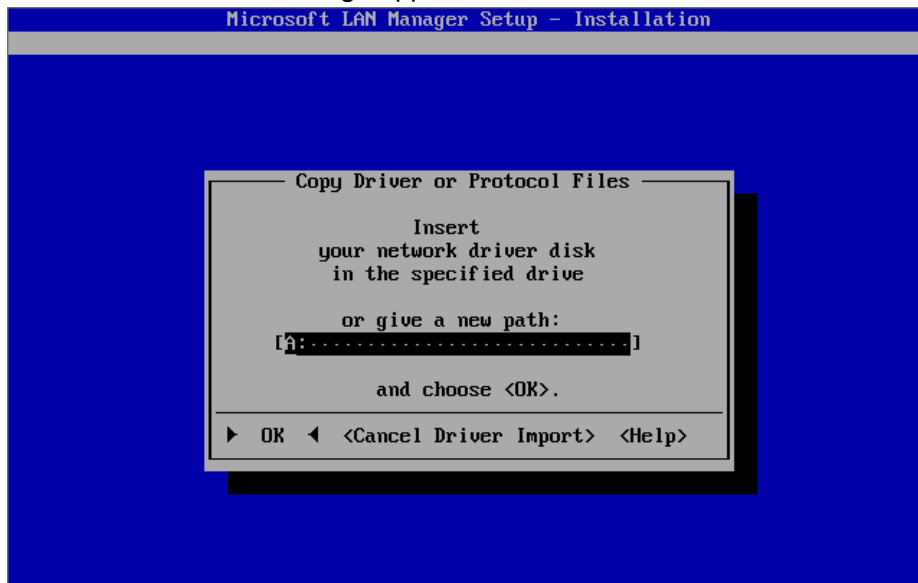 Microsoft LAN Manager Setup - Installation
Copy Driver or Protocol Files
Insert
your network driver disk
in the specified drive
or give a new path:
[A:............................]
and choose <OK>.
► OK ◄ <Cancel Driver Import> <Help>